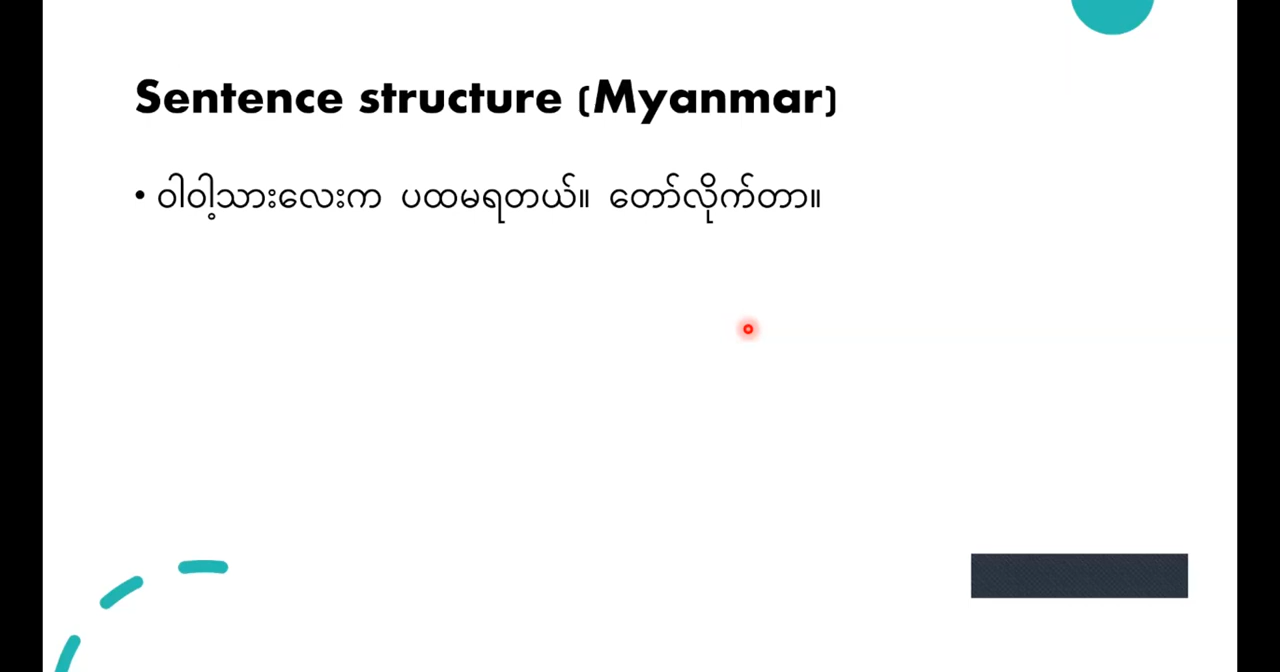 Sentence structure (Myanmar)
• ဝါဝါ့သားလေးက ပထမရတယ်။ တော်လိုက်တာ။